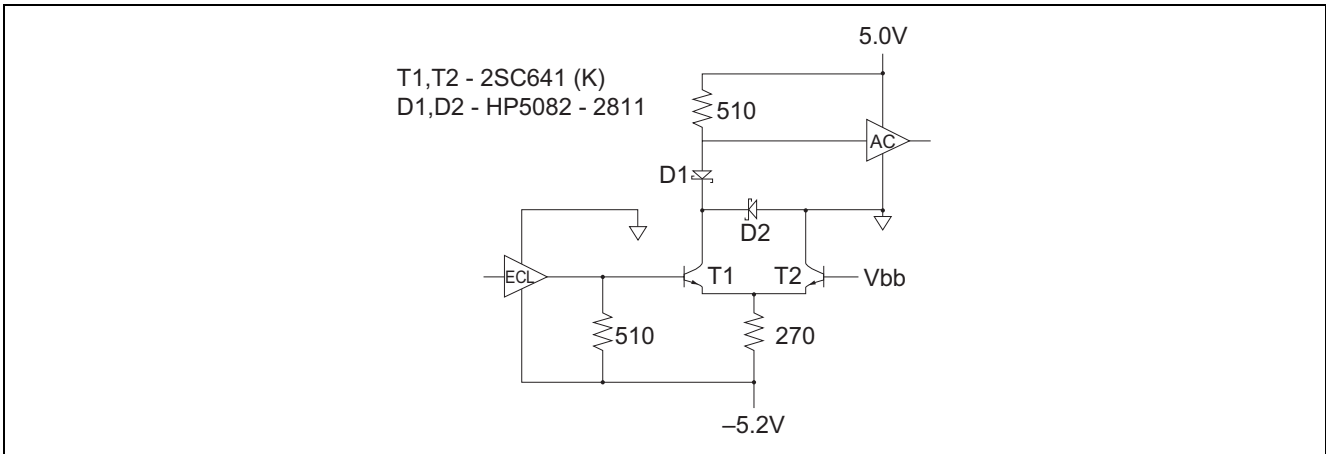 5.0V
T1,T2 - 2SC641 (K)
D1,D2 - HP5082 - 2811
510
AC
D1
D2
ECL
T1
T2
Vbb
510
270
–5.2V